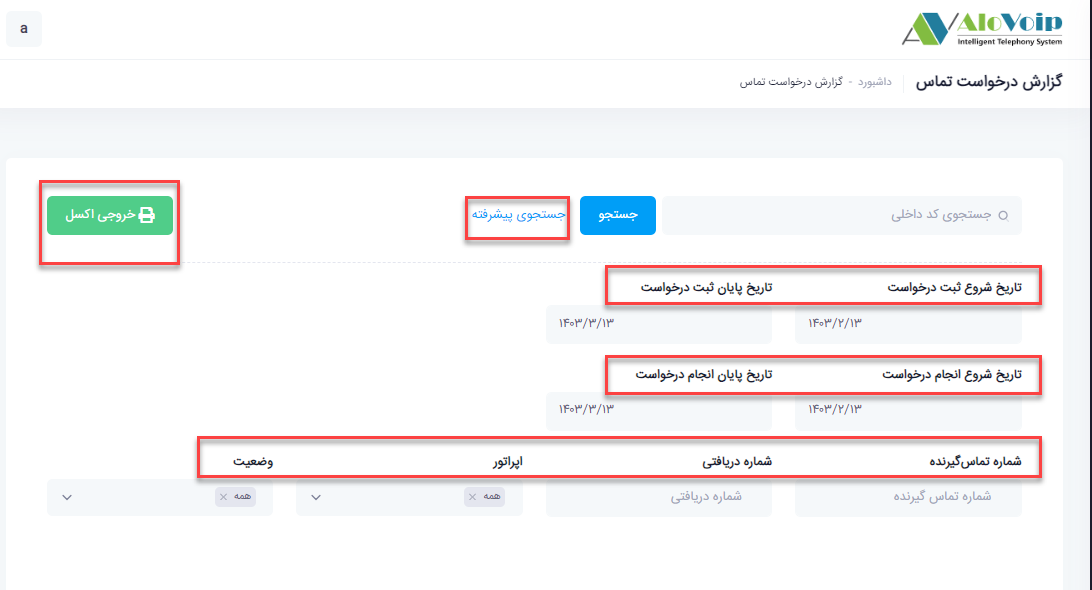 AloVoip
Intelligent Telephony System
a
گزارش درخواست تماس
داشبورد - گزارش درخواست تماس
جستجوی کد داخلی
جستجو
جستجوی پیشرفته
خروجی اکسل
تاریخ شروع ثبت درخواست تاریخ پایان ثبت درخواست
۱۴۰۳/۲/۱۳ ۱۴۰۳/۳/۱۳
تاریخ شروع انجام درخواست تاریخ پایان انجام درخواست
۱۴۰۳/۲/۱۳ ۱۴۰۳/۳/۱۳
شماره تماس‌گیرنده شماره دریافتی اپراتور وضعیت
شماره تماس گیرنده شماره دریافتی همه × همه ×